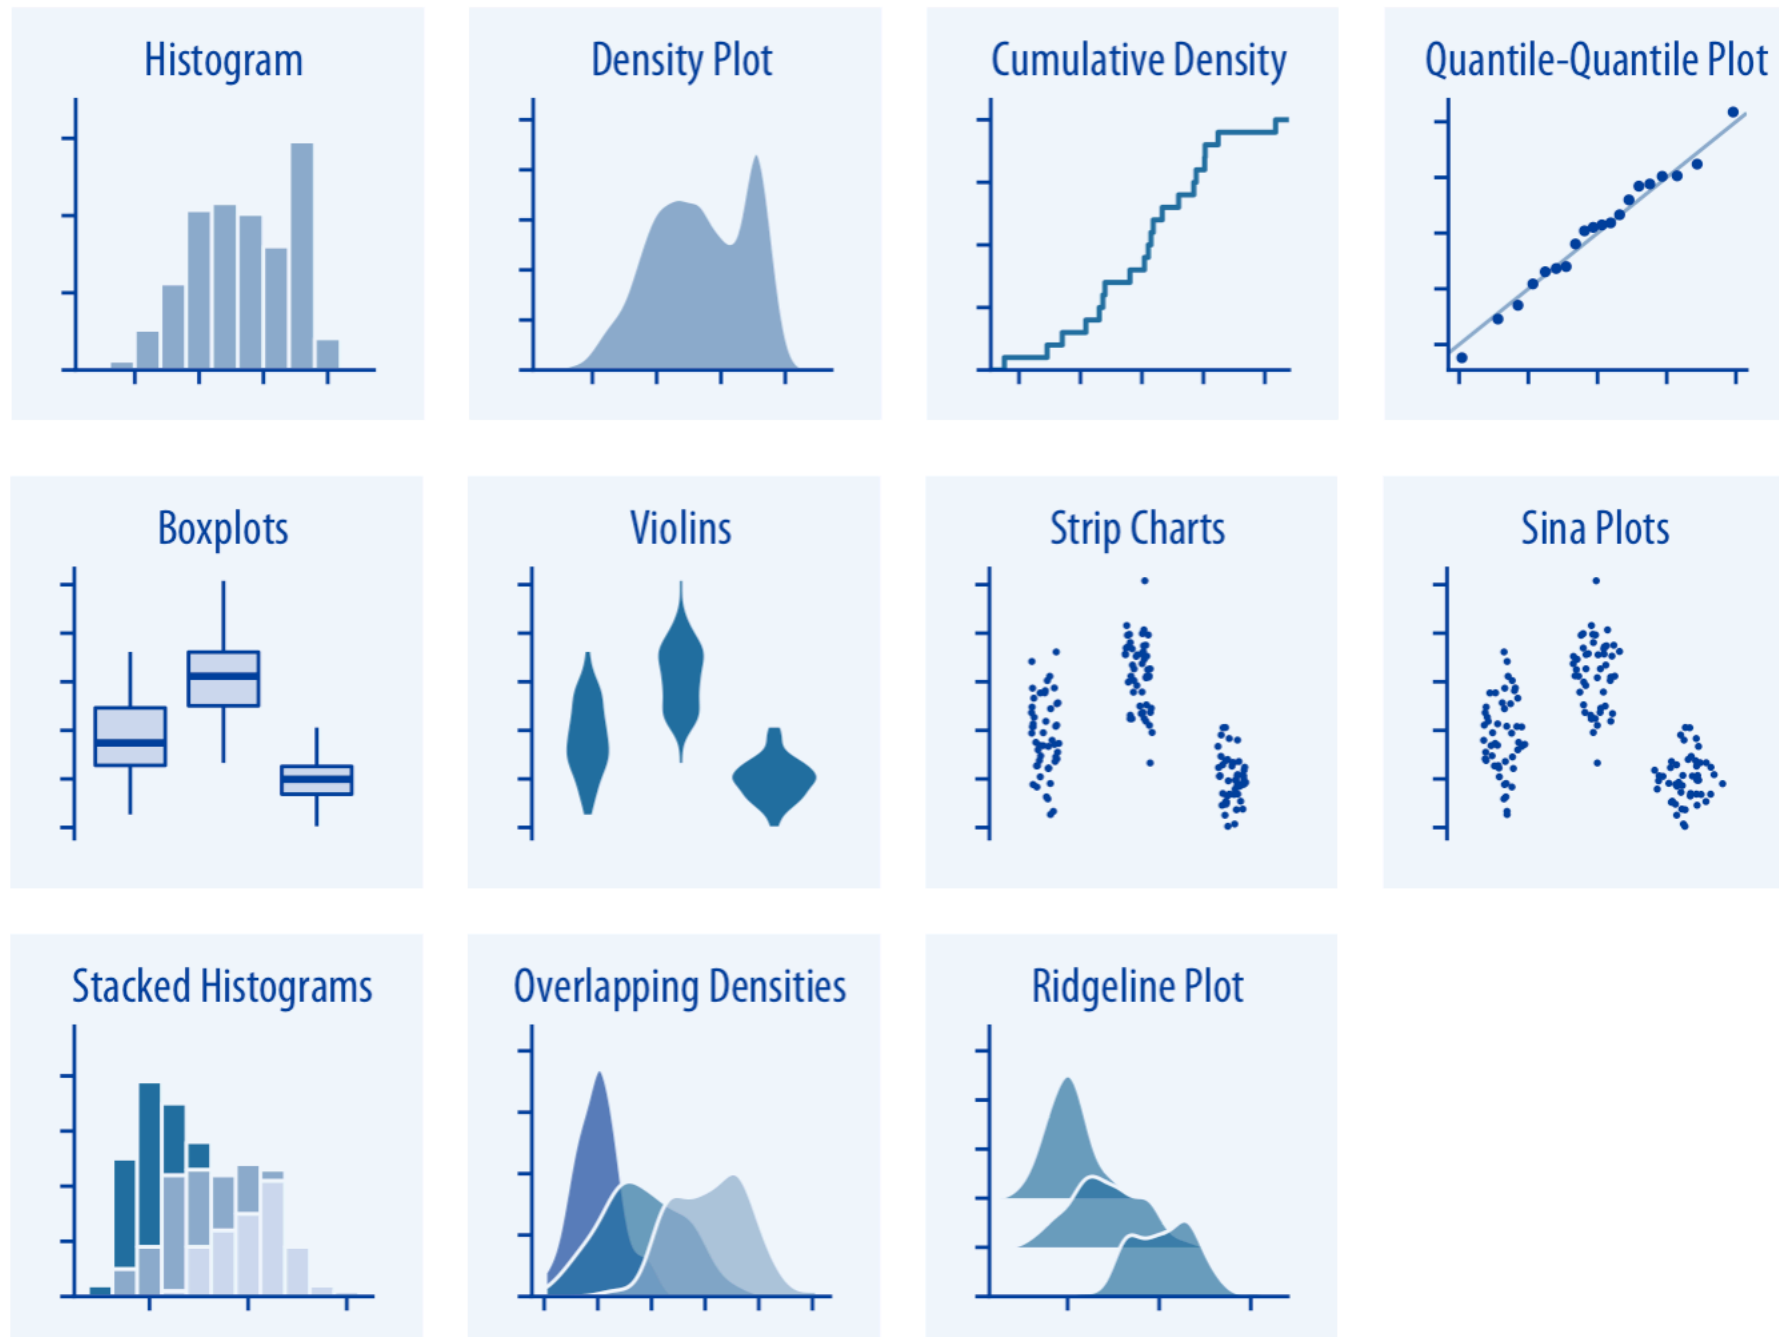 Histogram
Density Plot
Cumulative Density
Quantile-Quantile Plot
Boxplots
Violins
Strip Charts
Sina Plots
Stacked Histograms
Overlapping Densities
Ridgeline Plot